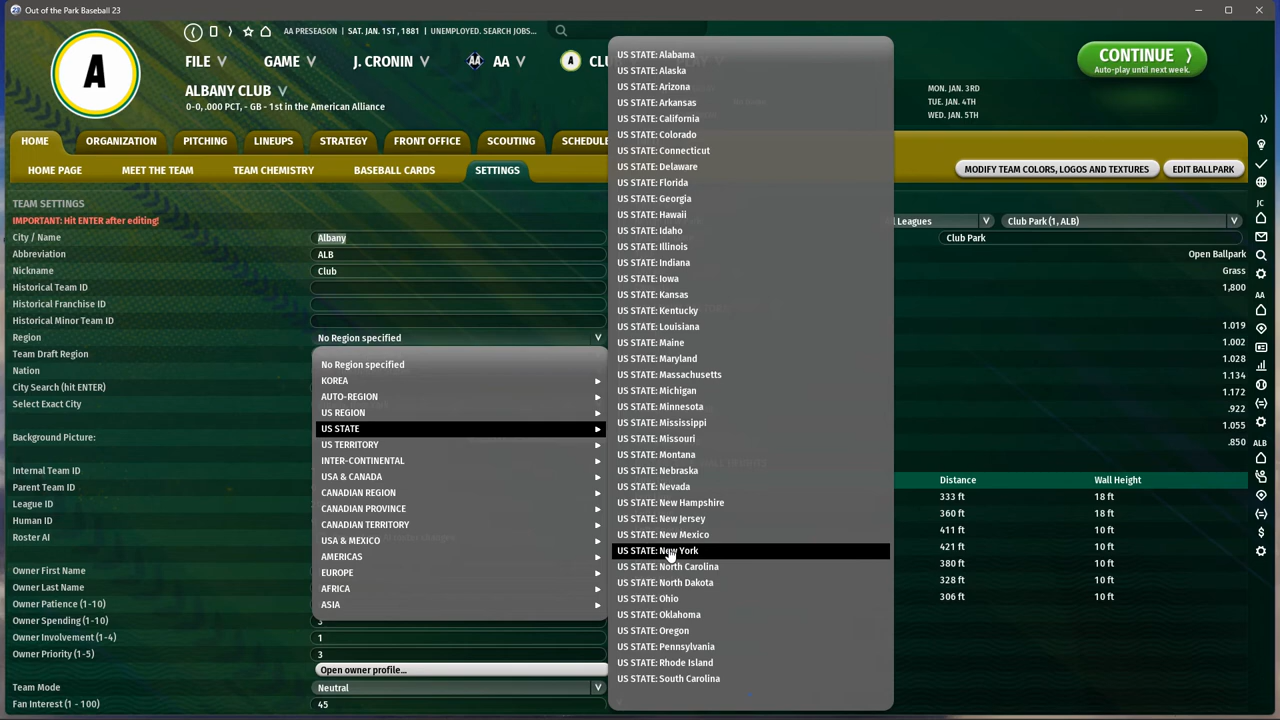 Out of the Park Baseball 23
AA PRESEASON | SAT. JAN. 1ST , 1881 | UNEMPLOYED. SEARCH JOBS...
FILE GAME J. CRONIN AA CLU
CONTINUE
Auto-play until next week.
A
ALBANY CLUB
0-0, .000 PCT, - GB - 1st in the American Alliance
MON. JAN. 3RD
TUE. JAN. 4TH
WED. JAN. 5TH
HOME ORGANIZATION PITCHING LINEUPS STRATEGY FRONT OFFICE SCOUTING SCHEDULE
HOME PAGE MEET THE TEAM TEAM CHEMISTRY BASEBALL CARDS SETTINGS
MODIFY TEAM COLORS, LOGOS AND TEXTURES EDIT BALLPARK
TEAM SETTINGS
IMPORTANT: Hit ENTER after editing!
City / Name Albany
Abbreviation ALB
Nickname Club
Historical Team ID
Historical Franchise ID
Historical Minor Team ID
Region No Region specified
Team Draft Region
Nation
City Search (hit ENTER)
Select Exact City
Background Picture:
Internal Team ID
Parent Team ID
League ID
Human ID
Roster AI
Owner First Name
Owner Last Name
Owner Patience (1-10)
Owner Spending (1-10) 3
Owner Involvement (1-4) 1
Owner Priority (1-5) 3
Open owner profile...
Team Mode Neutral
Fan Interest (1 - 100) 45
No Region specified
KOREA
AUTO-REGION
US REGION
US STATE
US TERRITORY
INTER-CONTINENTAL
USA & CANADA
CANADIAN REGION
CANADIAN PROVINCE
CANADIAN TERRITORY
USA & MEXICO
AMERICAS
EUROPE
AFRICA
ASIA
US STATE: Alabama
US STATE: Alaska
US STATE: Arizona
US STATE: Arkansas
US STATE: California
US STATE: Colorado
US STATE: Connecticut
US STATE: Delaware
US STATE: Florida
US STATE: Georgia
US STATE: Hawaii
US STATE: Idaho
US STATE: Illinois
US STATE: Indiana
US STATE: Iowa
US STATE: Kansas
US STATE: Kentucky
US STATE: Louisiana
US STATE: Maine
US STATE: Maryland
US STATE: Massachusetts
US STATE: Michigan
US STATE: Minnesota
US STATE: Mississippi
US STATE: Missouri
US STATE: Montana
US STATE: Nebraska
US STATE: Nevada
US STATE: New Hampshire
US STATE: New Jersey
US STATE: New Mexico
US STATE: New York
US STATE: North Carolina
US STATE: North Dakota
US STATE: Ohio
US STATE: Oklahoma
US STATE: Oregon
US STATE: Pennsylvania
US STATE: Rhode Island
US STATE: South Carolina
Leagues Club Park (1, ALB)
Club Park
Open Ballpark
Grass
1,800
1.019
1.002
1.028
1.134
1.172
.922
1.055
.850
Distance Wall Height
333 ft 18 ft
360 ft 18 ft
411 ft 10 ft
421 ft 10 ft
380 ft 10 ft
328 ft 10 ft
306 ft 10 ft
JC
AA
ALB